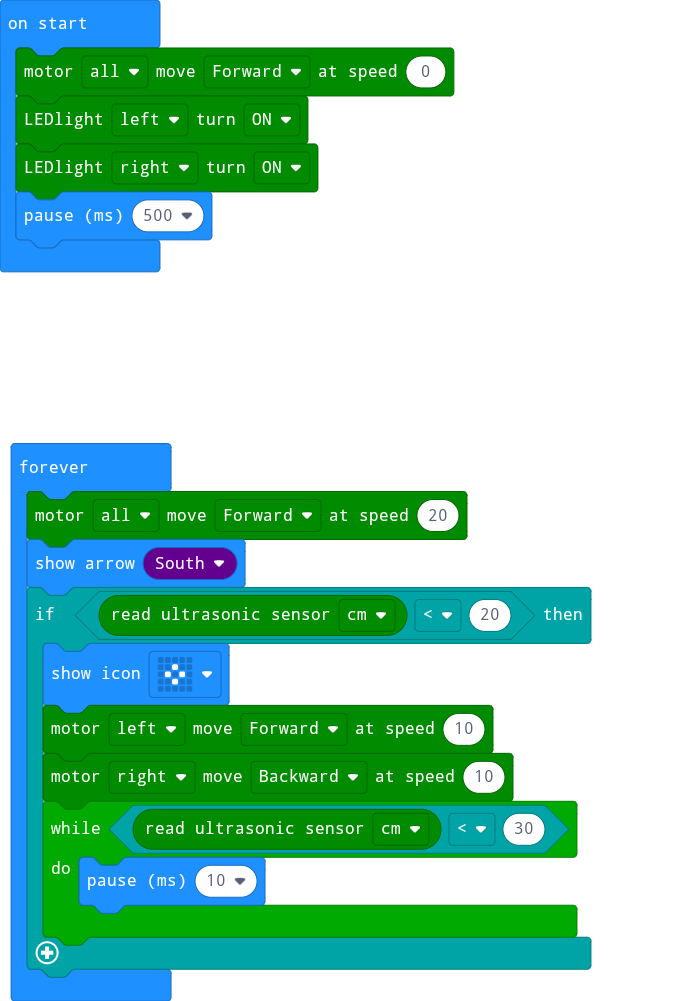 on start
motor all move Forward at speed 0
LEDlight left turn ON
LEDlight right turn ON
pause (ms) 500
forever
motor all move Forward at speed 20
show arrow South
if read ultrasonic sensor cm < 20 then
show icon
motor left move Forward at speed 10
motor right move Backward at speed 10
while read ultrasonic sensor cm < 30
do pause (ms) 10